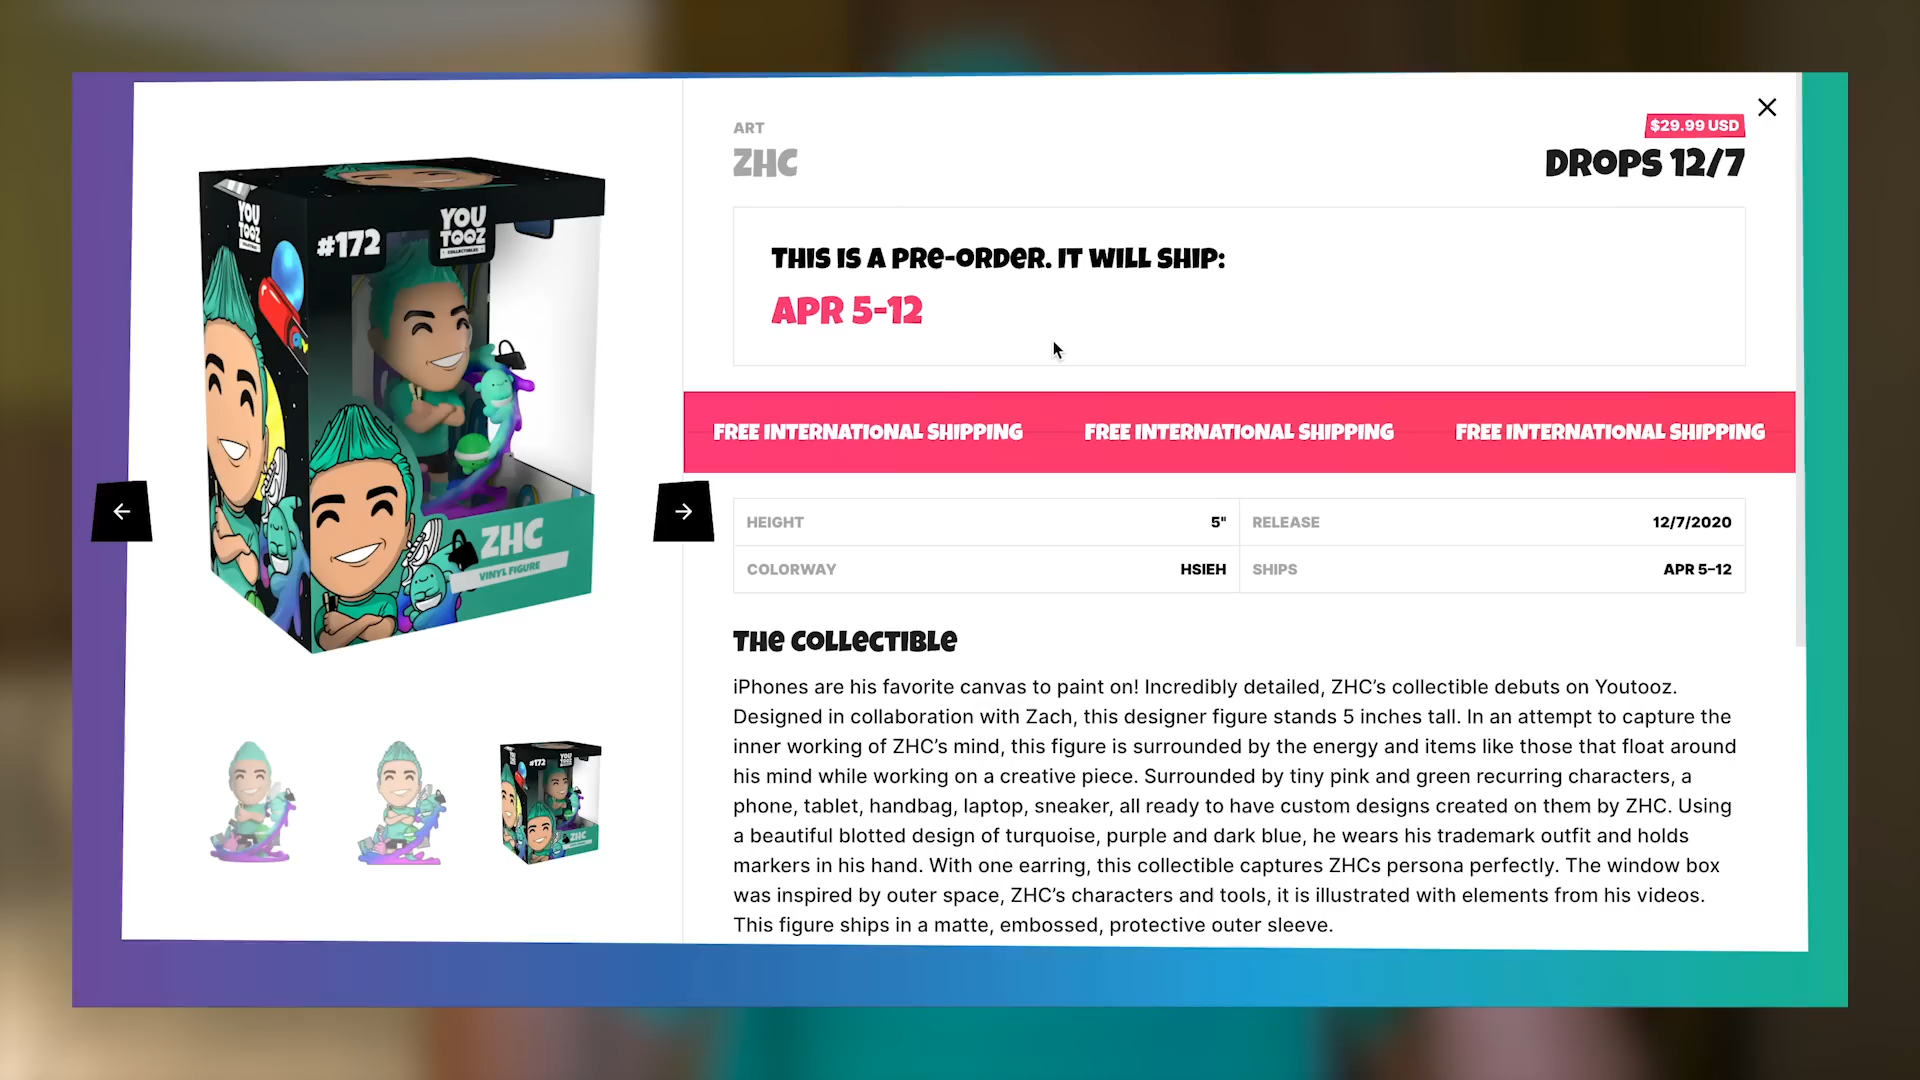 ART
ZHC
$29.99 USD
DROPS 12/7
THIS IS A PRE-ORDER. IT WILL SHIP:
APR 5-12
FREE INTERNATIONAL SHIPPING FREE INTERNATIONAL SHIPPING FREE INTERNATIONAL SHIPPING
HEIGHT 5" RELEASE 12/7/2020
COLORWAY HSIEH SHIPS APR 5–12
THE COLLECTIBLE
iPhones are his favorite canvas to paint on! Incredibly detailed, ZHC’s collectible debuts on Youtooz.
Designed in collaboration with Zach, this designer figure stands 5 inches tall. In an attempt to capture the
inner working of ZHC’s mind, this figure is surrounded by the energy and items like those that float around
his mind while working on a creative piece. Surrounded by tiny pink and green recurring characters, a
phone, tablet, handbag, laptop, sneaker, all ready to have custom designs created on them by ZHC. Using
a beautiful blotted design of turquoise, purple and dark blue, he wears his trademark outfit and holds
markers in his hand. With one earring, this collectible captures ZHCs persona perfectly. The window box
was inspired by outer space, ZHC’s characters and tools, it is illustrated with elements from his videos.
This figure ships in a matte, embossed, protective outer sleeve.
YOU
TOOZ
#172
YOU
TOOZ
COLLECTIBLES
ZHC
VINYL FIGURE
#172
YOU
TOOZ
ZHC